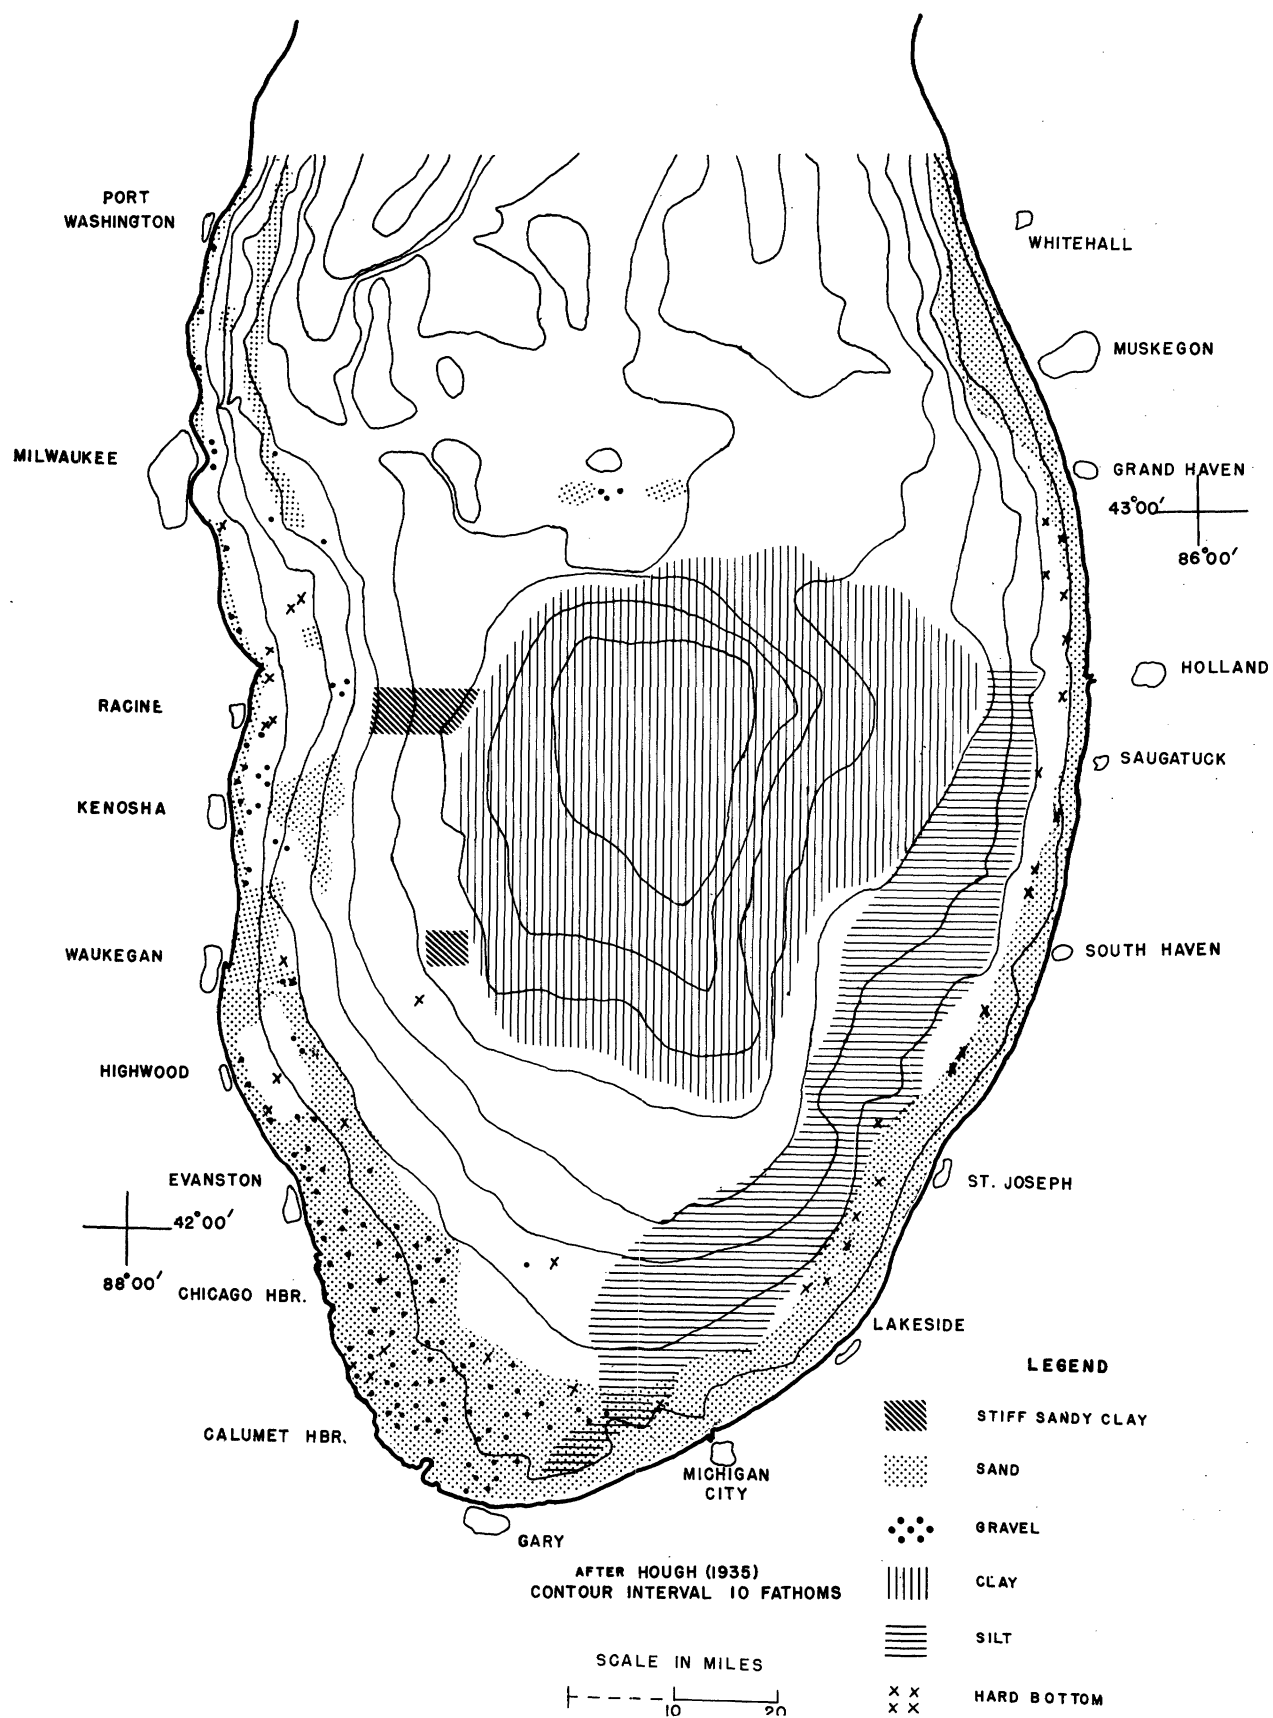 PORT
WASHINGTON
WHITEHALL
MUSKEGON
MILWAUKEE
GRAND HAVEN
43°00'
86°00'
HOLLAND
RACINE
SAUGATUCK
KENOSHA
WAUKEGAN
SOUTH HAVEN
HIGHWOOD
EVANSTON
ST. JOSEPH
42°00'
88°00'
CHICAGO HBR.
LAKESIDE
LEGEND
STIFF SANDY CLAY
CALUMET HBR.
SAND
MICHIGAN
CITY
GRAVEL
GARY
AFTER HOUGH (1935)
CONTOUR INTERVAL 10 FATHOMS
CLAY
SILT
SCALE IN MILES
HARD BOTTOM
10 20